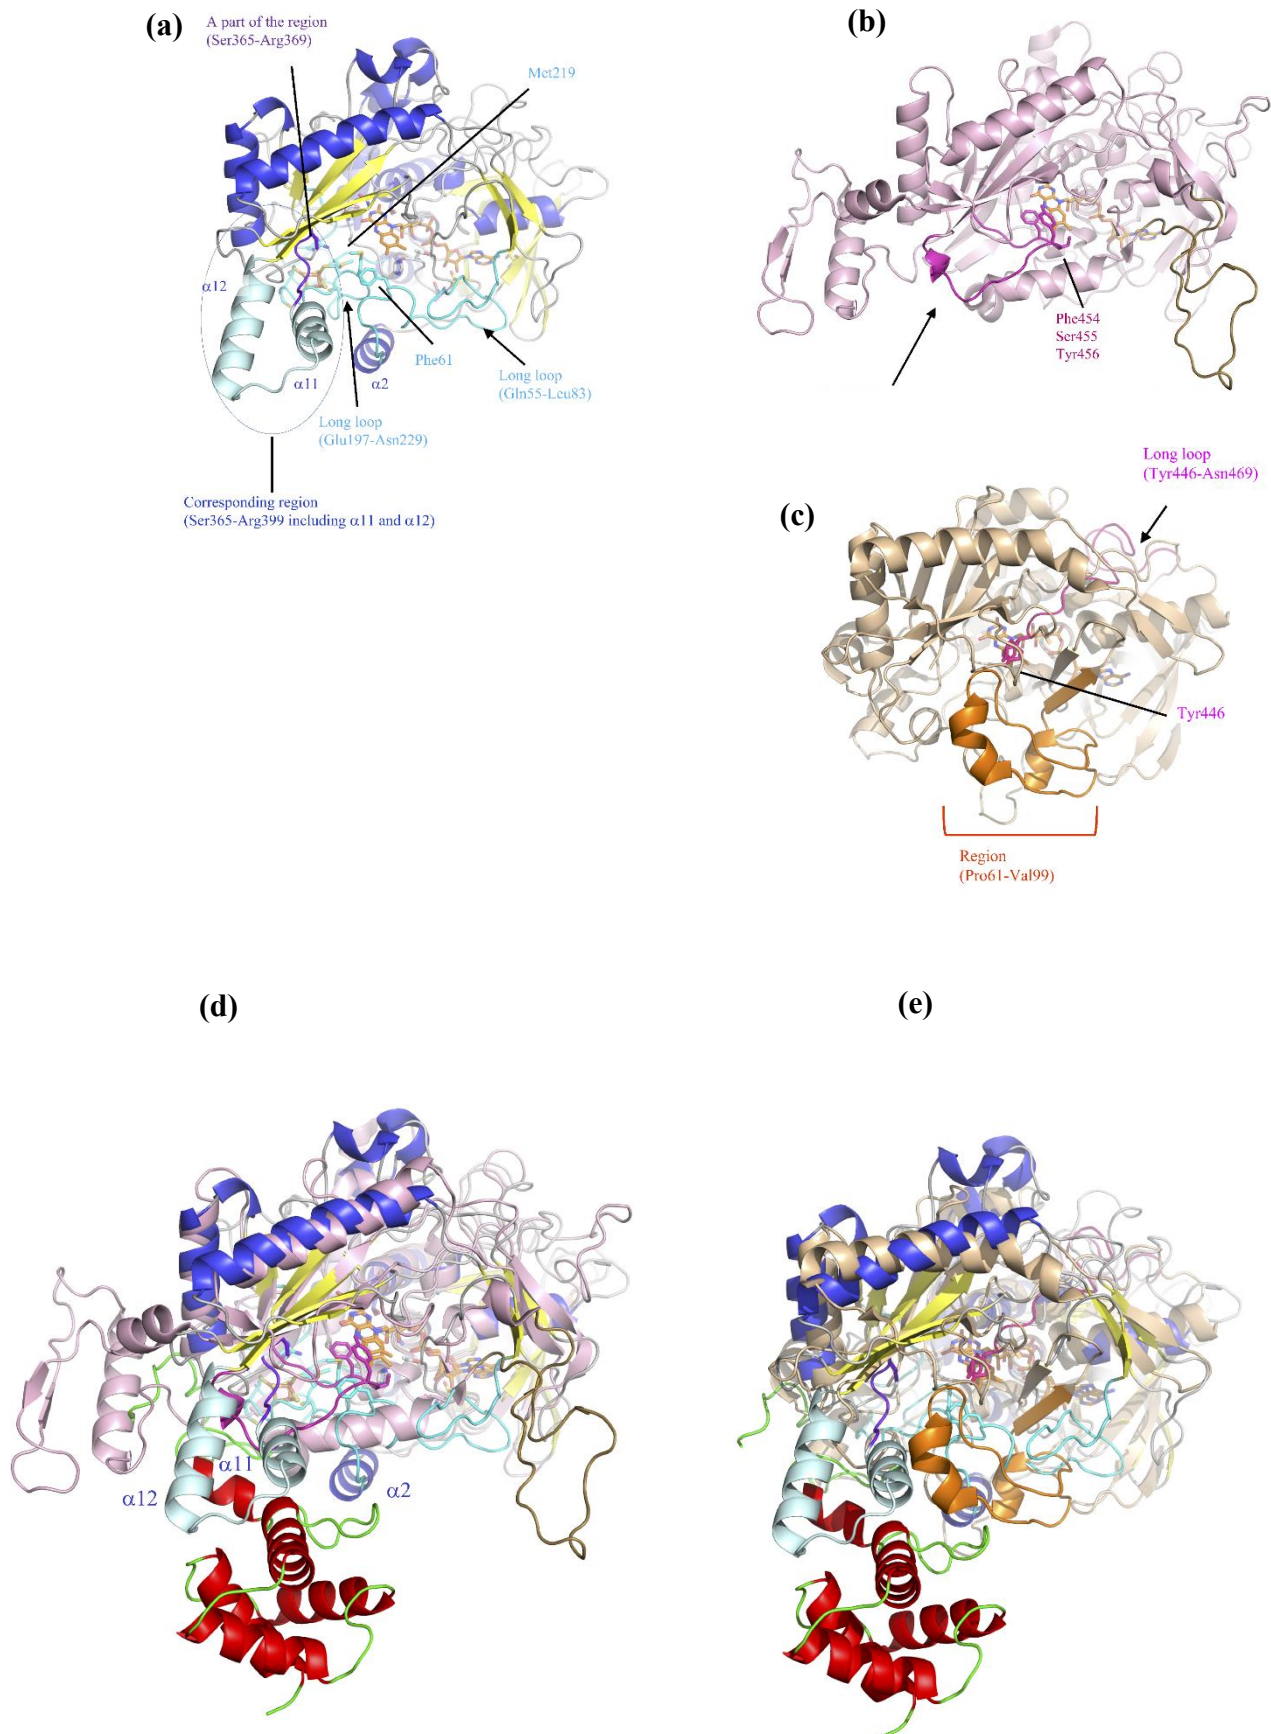 (a)
A part of the region
(Ser365-Arg369)
Met219
α12
α11
α2
Phe61
Long loop
(Gln55-Leu83)
Long loop
(Glu197-Asn229)
Corresponding region
(Ser365-Arg399 including α11 and α12)
(b)
Phe454
Ser455
Tyr456
(c)
Long loop
(Tyr446-Asn469)
Tyr446
Region
(Pro61-Val99)
(d)
α11
α12
α2
(e)